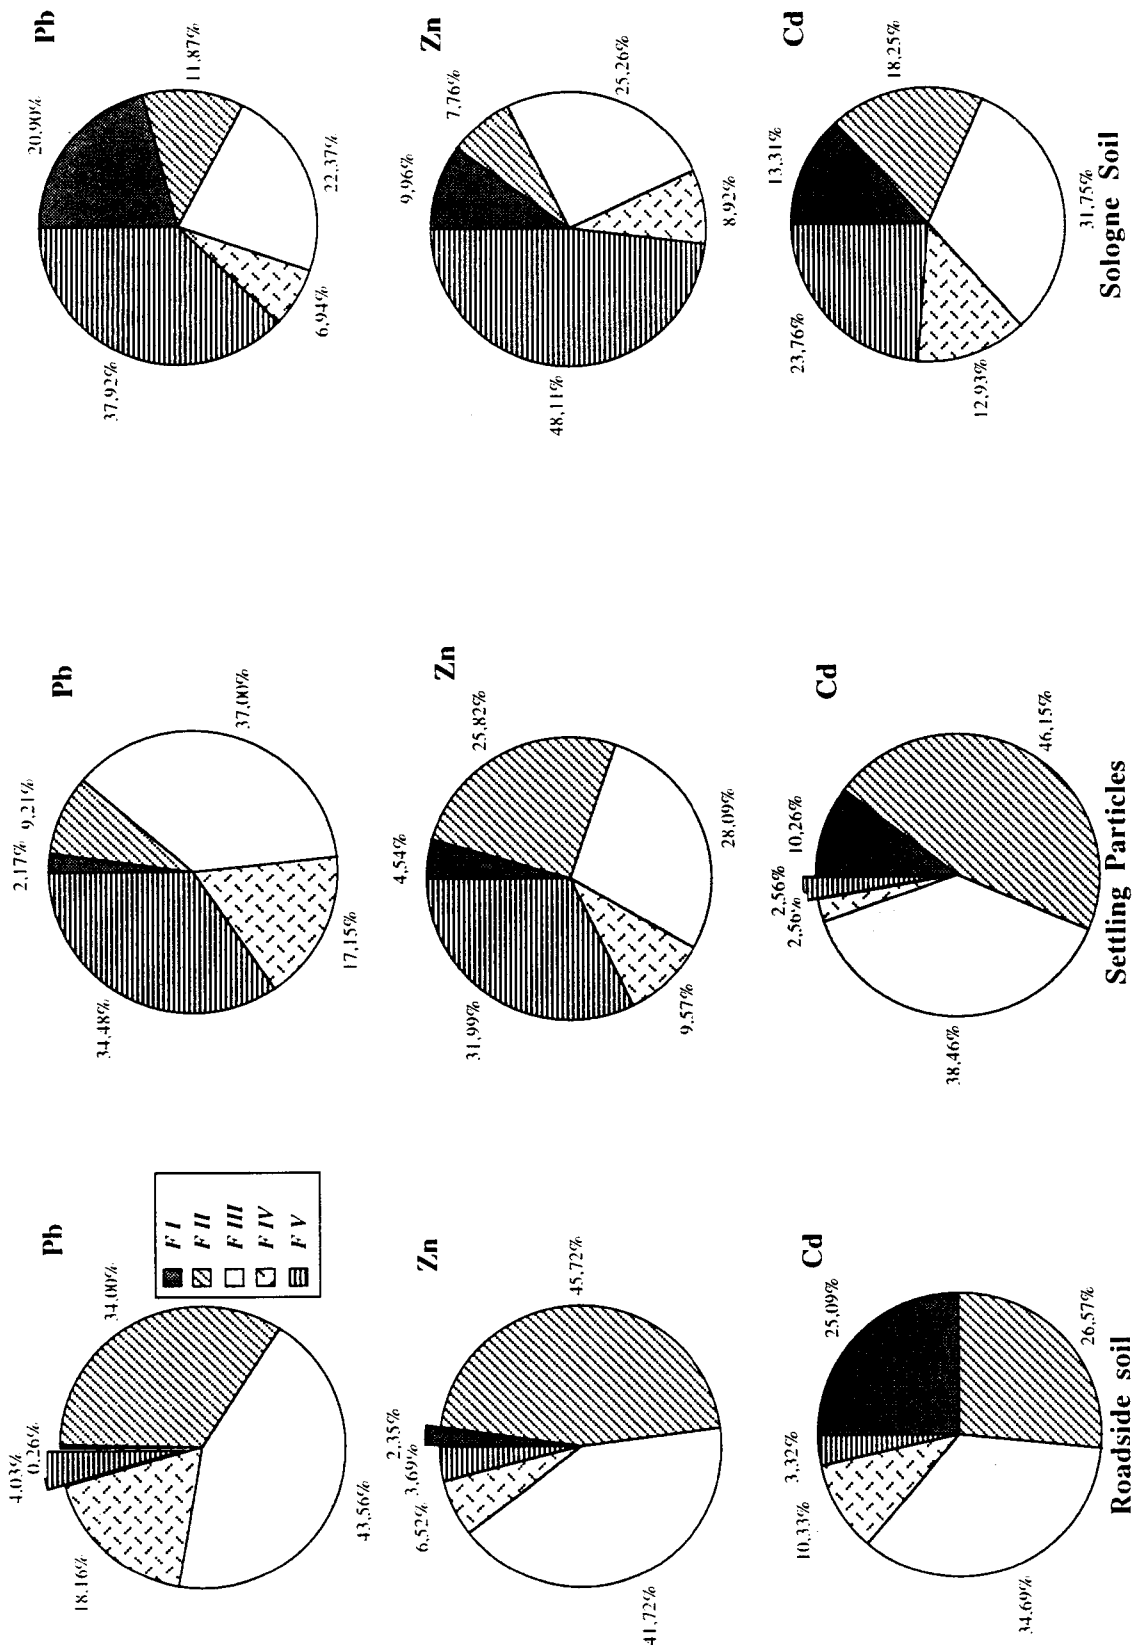 Pb
4,03%
0,26%
34,00%
43,56%
18,16%
F I
F II
F III
F IV
F V
Zn
2,35%
3,69%
6,52%
45,72%
41,72%
Cd
25,09%
3,32%
10,33%
26,57%
34,69%
Roadside soil
Pb
2,17%
9,21%
37,00%
17,15%
34,48%
Zn
4,54%
25,82%
28,09%
9,57%
31,99%
Cd
10,26%
2,56%
2,56%
46,15%
38,46%
Settling Particles
Pb
20,90%
11,87%
22,37%
6,94%
37,92%
Zn
9,96%
7,76%
25,26%
8,92%
48,11%
Cd
13,31%
18,25%
31,75%
12,93%
23,76%
Sologne Soil